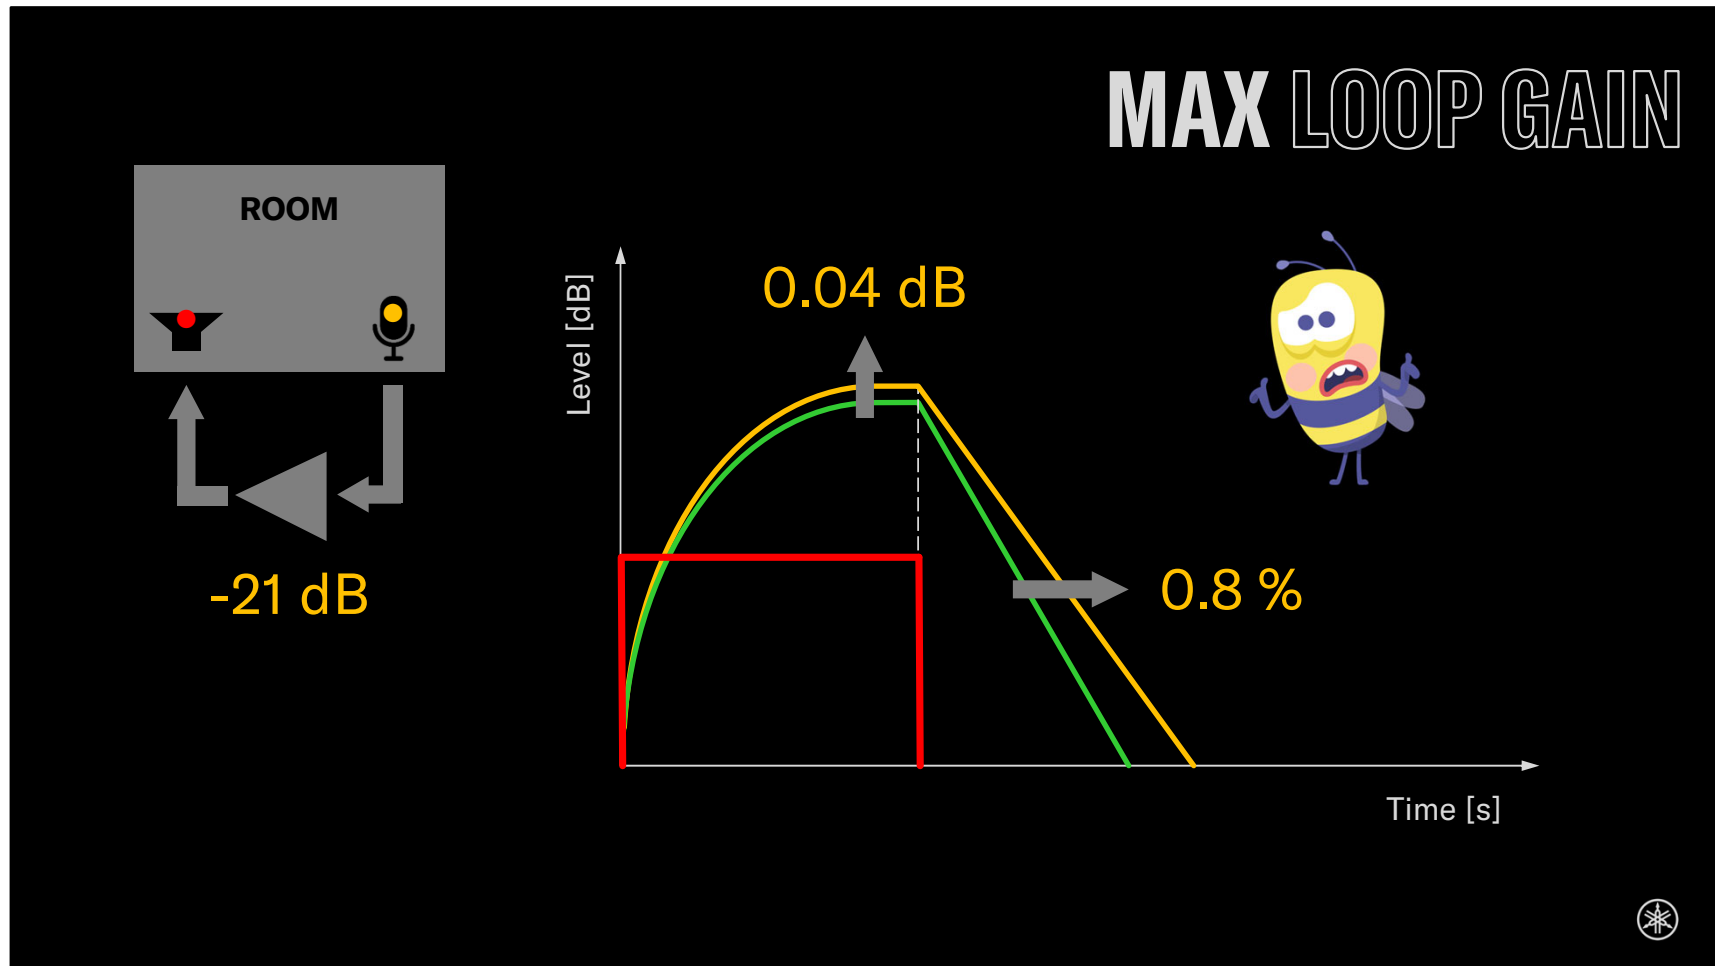 MAX LOOP GAIN
ROOM
0.04 dB
Level [dB]
-21 dB
0.8 %
Time [s]